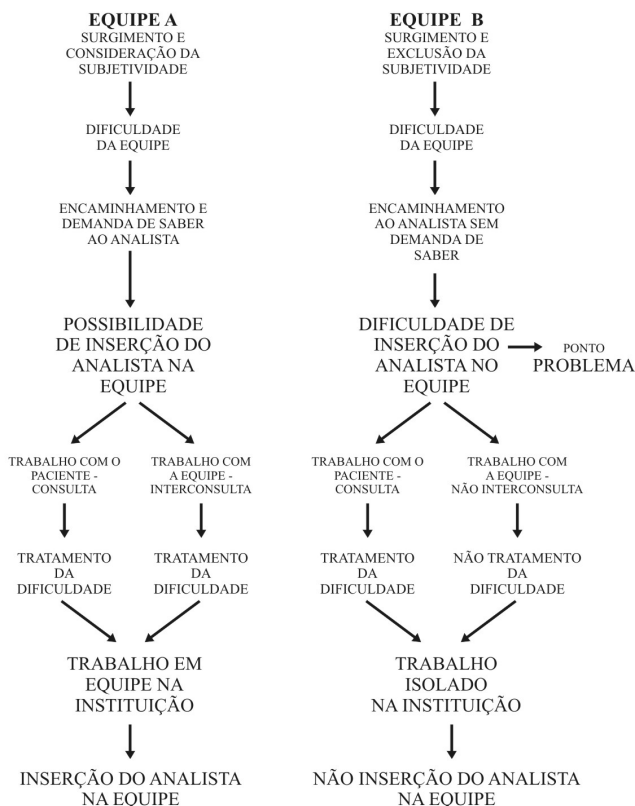 EQUIPE A
SURGIMENTO E
CONSIDERAÇÃO DA
SUBJETIVIDADE
DIFICULDADE
DA EQUIPE
ENCAMINHAMENTO E
DEMANDA DE SABER
AO ANALISTA
POSSIBILIDADE
DE INSERÇÃO DO
ANALISTA NA
EQUIPE
TRABALHO COM O
PACIENTE -
CONSULTA
TRABALHO COM
A EQUIPE -
INTERCONSULTA
TRATAMENTO
DA
DIFICULDADE
TRATAMENTO
DA
DIFICULDADE
TRABALHO EM
EQUIPE NA
INSTITUIÇÃO
INSERÇÃO DO ANALISTA
NA EQUIPE
EQUIPE B
SURGIMENTO E
EXCLUSÃO DA
SUBJETIVIDADE
DIFICULDADE
DA EQUIPE
ENCAMINHAMENTO
AO ANALISTA SEM
DEMANDA DE
SABER
DIFICULDADE DE
INSERÇÃO DO
ANALISTA NO
EQUIPE
PONTO
PROBLEMA
TRABALHO COM O
PACIENTE -
CONSULTA
TRABALHO COM
A EQUIPE -
NÃO INTERCONSULTA
TRATAMENTO
DA
DIFICULDADE
NÃO TRATAMENTO
DA
DIFICULDADE
TRABALHO
ISOLADO
NA INSTITUIÇÃO
NÃO INSERÇÃO DO ANALISTA
NA EQUIPE